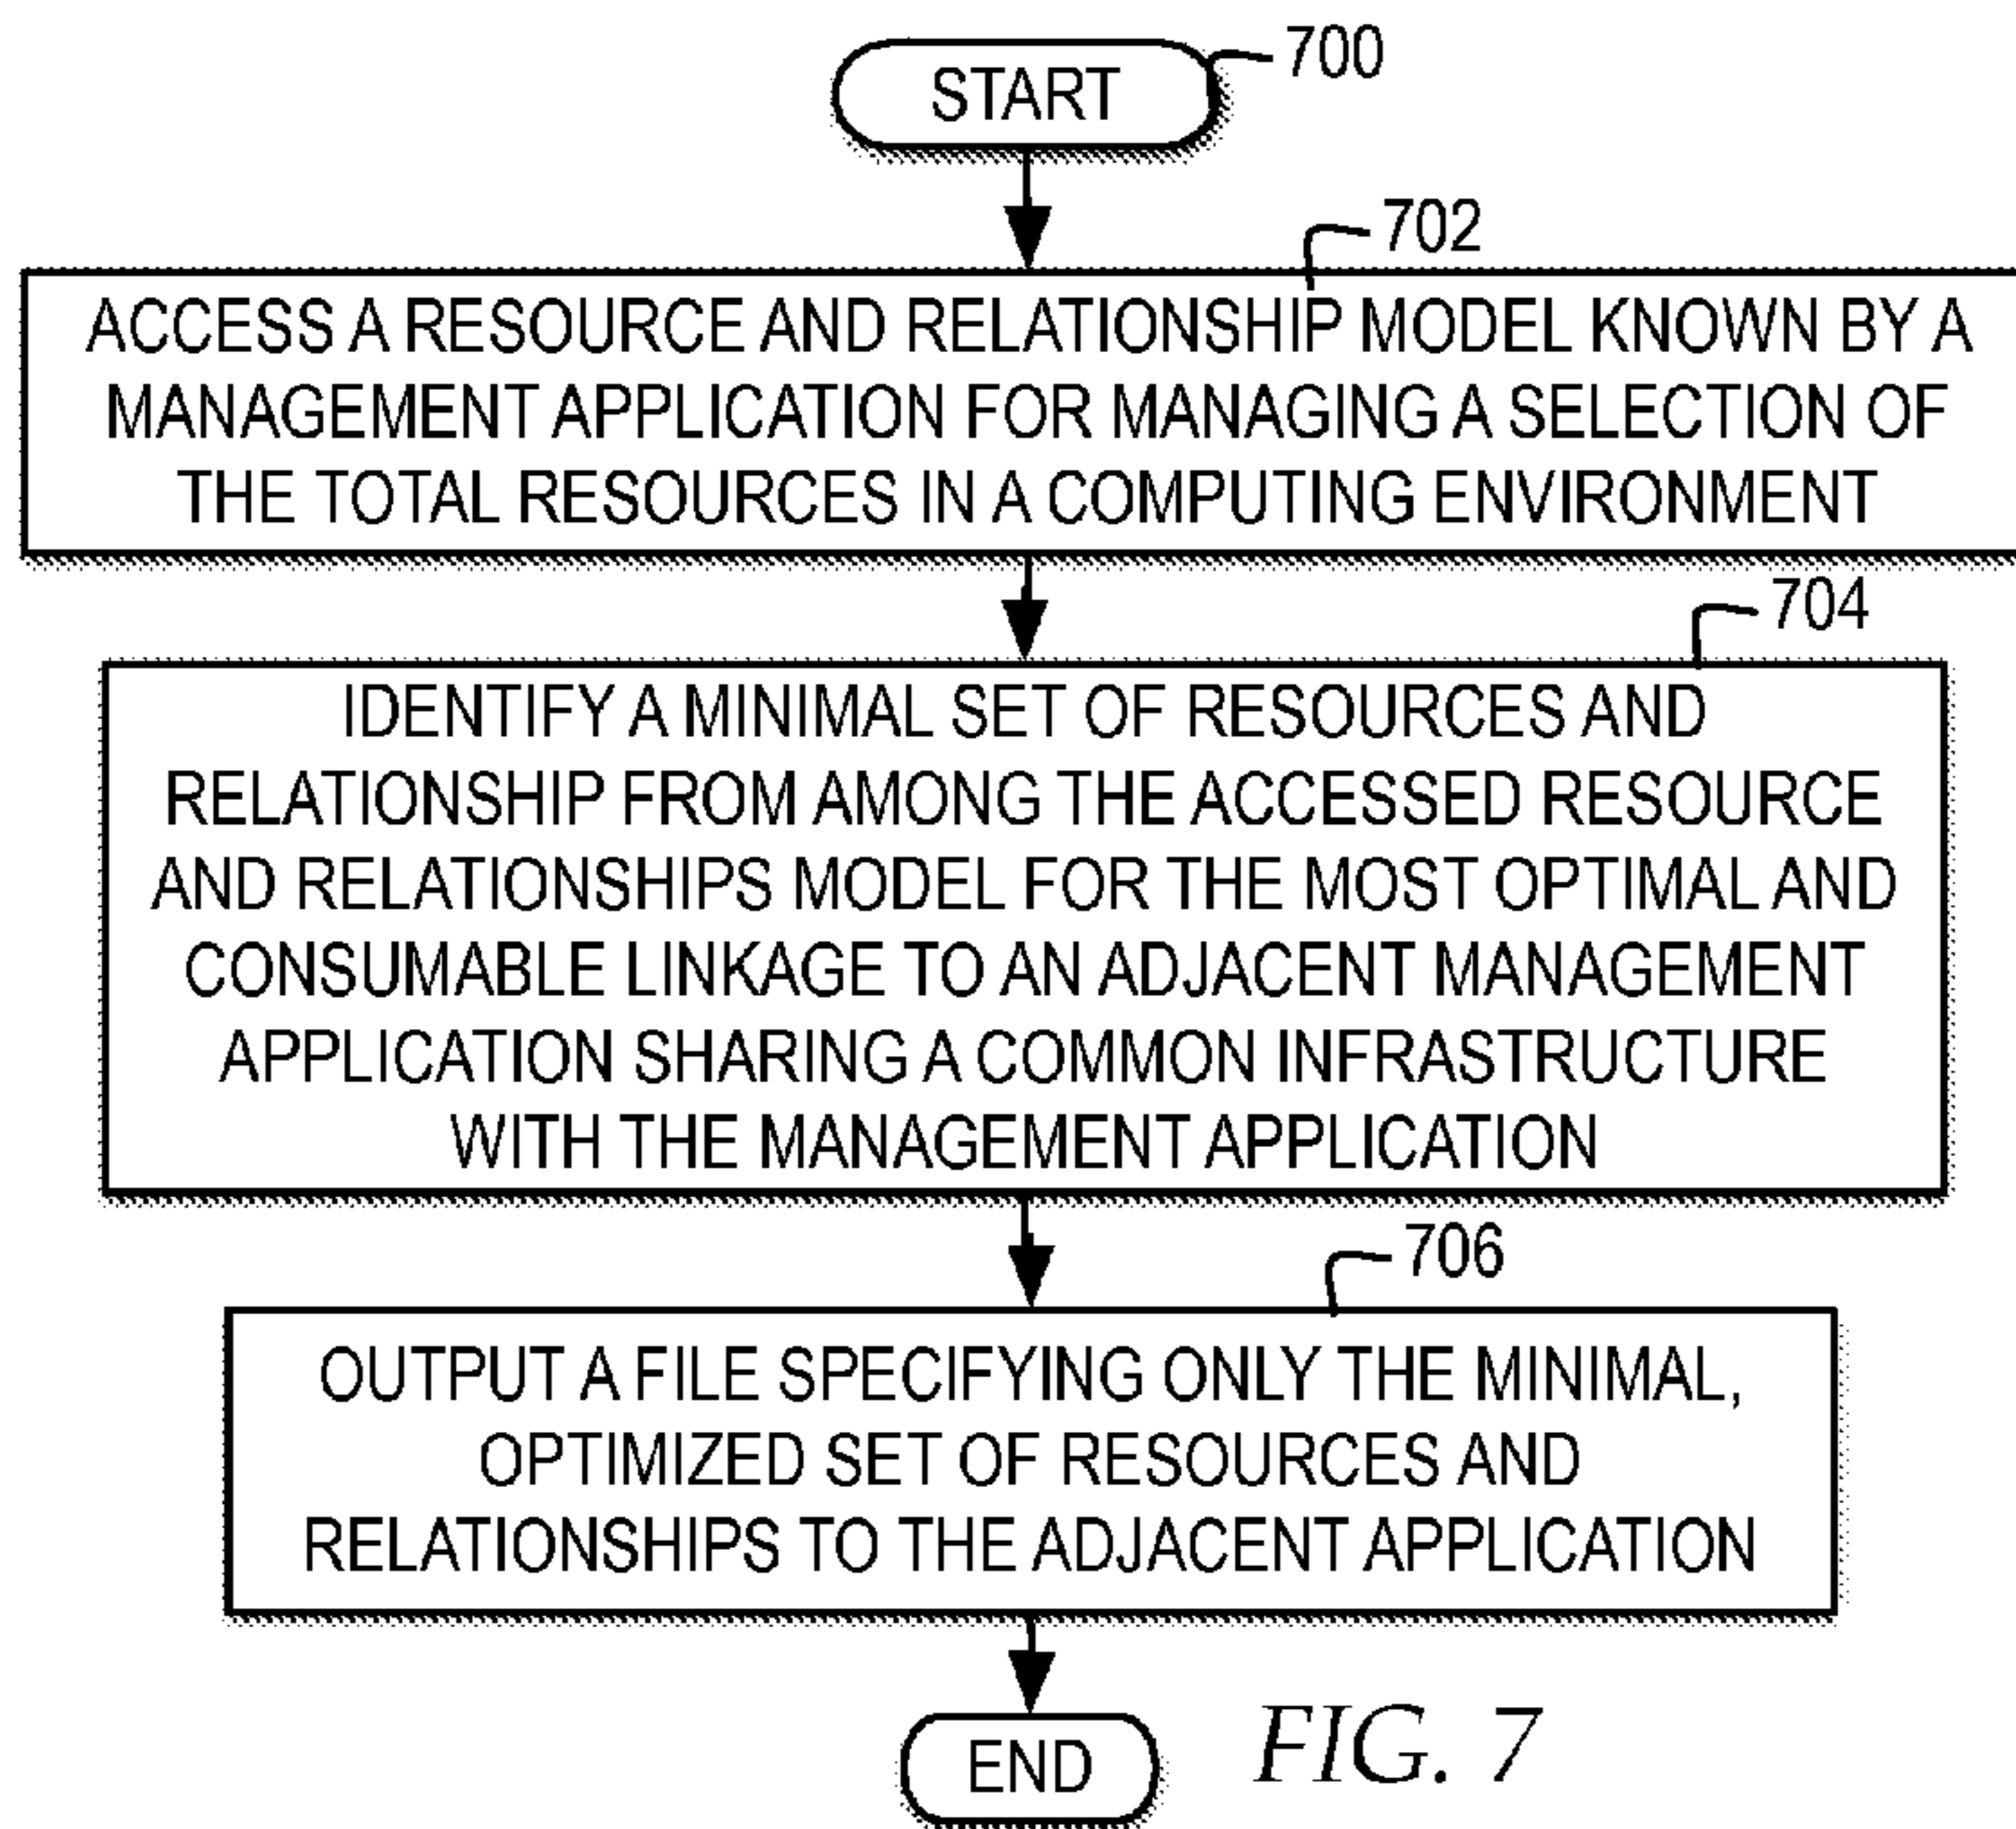 START
700
702
ACCESS A RESOURCE AND RELATIONSHIP MODEL KNOWN BY A
MANAGEMENT APPLICATION FOR MANAGING A SELECTION OF
THE TOTAL RESOURCES IN A COMPUTING ENVIRONMENT
704
IDENTIFY A MINIMAL SET OF RESOURCES AND
RELATIONSHIP FROM AMONG THE ACCESSED RESOURCE
AND RELATIONSHIPS MODEL FOR THE MOST OPTIMAL AND
CONSUMABLE LINKAGE TO AN ADJACENT MANAGEMENT
APPLICATION SHARING A COMMON INFRASTRUCTURE
WITH THE MANAGEMENT APPLICATION
706
OUTPUT A FILE SPECIFYING ONLY THE MINIMAL,
OPTIMIZED SET OF RESOURCES AND
RELATIONSHIPS TO THE ADJACENT APPLICATION
END
FIG. 7